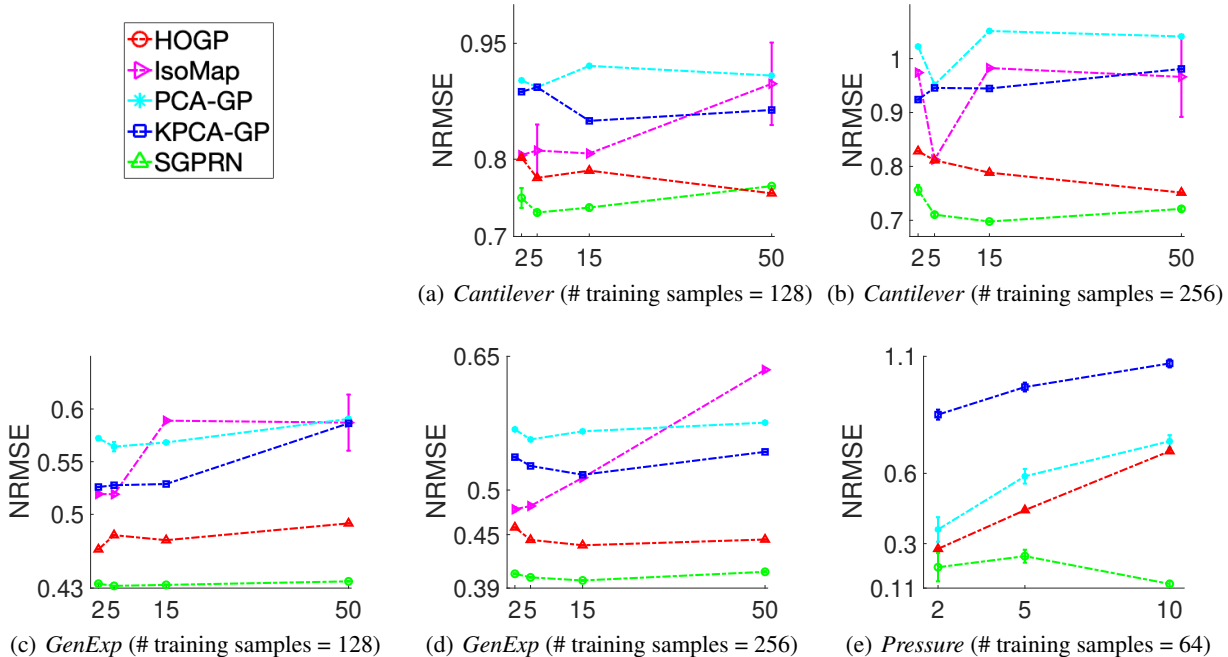 HOGP
IsoMap
PCA-GP
KPCA-GP
SGPRN
NRMSE
0.95
0.8
0.7
2 5 15 50
(a) Cantilever (# training samples = 128)
NRMSE
1
0.9
0.8
0.7
2 5 15 50
(b) Cantilever (# training samples = 256)
NRMSE
0.6
0.55
0.5
0.43
2 5 15 50
(c) GenExp (# training samples = 128)
NRMSE
0.65
0.5
0.45
0.39
2 5 15 50
(d) GenExp (# training samples = 256)
NRMSE
1.1
0.6
0.3
0.11
2 5 10
(e) Pressure (# training samples = 64)